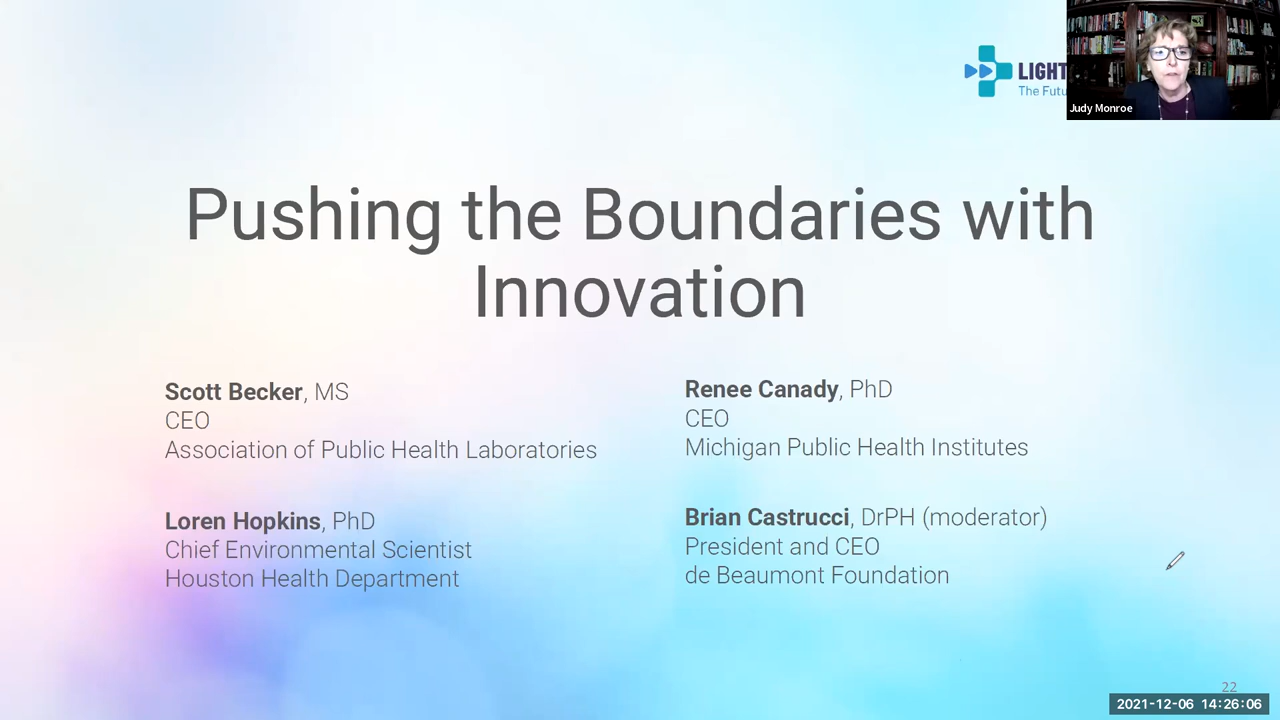 LIGHT
The Futu
Judy Monroe
Pushing the Boundaries with
Innovation
Scott Becker, MS
CEO
Association of Public Health Laboratories
Loren Hopkins, PhD
Chief Environmental Scientist
Houston Health Department
Renee Canady, PhD
CEO
Michigan Public Health Institutes
Brian Castrucci, DrPH (moderator)
President and CEO
de Beaumont Foundation
22
2021-12-06 14:26:06